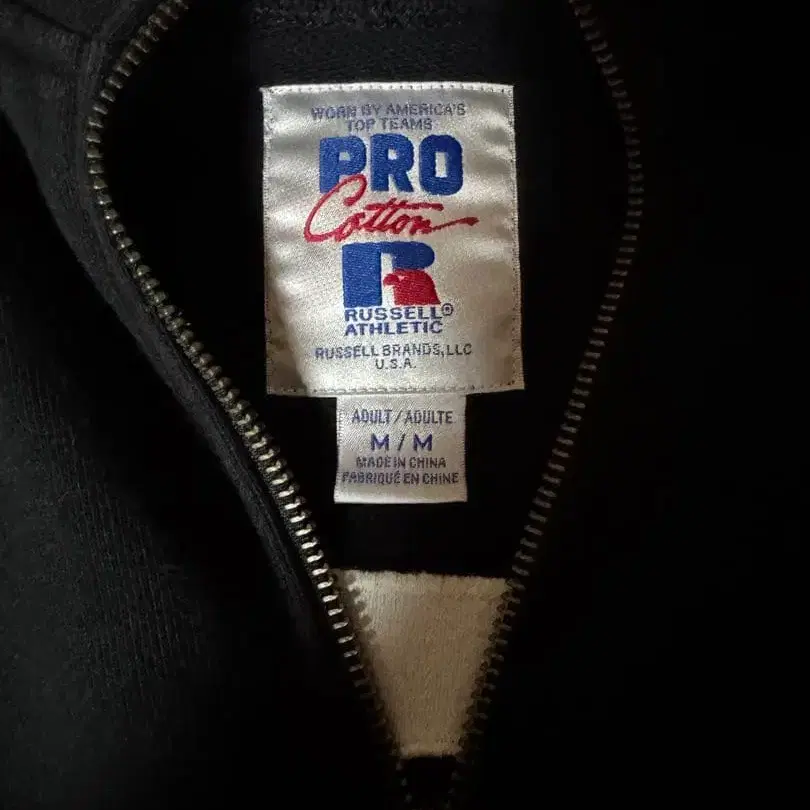 WORN BY AMERICA'S
TOP TEAMS
PRO
Cotton
R
RUSSELL®
ATHLETIC
RUSSELL BRANDS, LLC
U.S.A.
ADULT / ADULTE
M / M
MADE IN CHINA
FABRIQUÉ EN CHINE